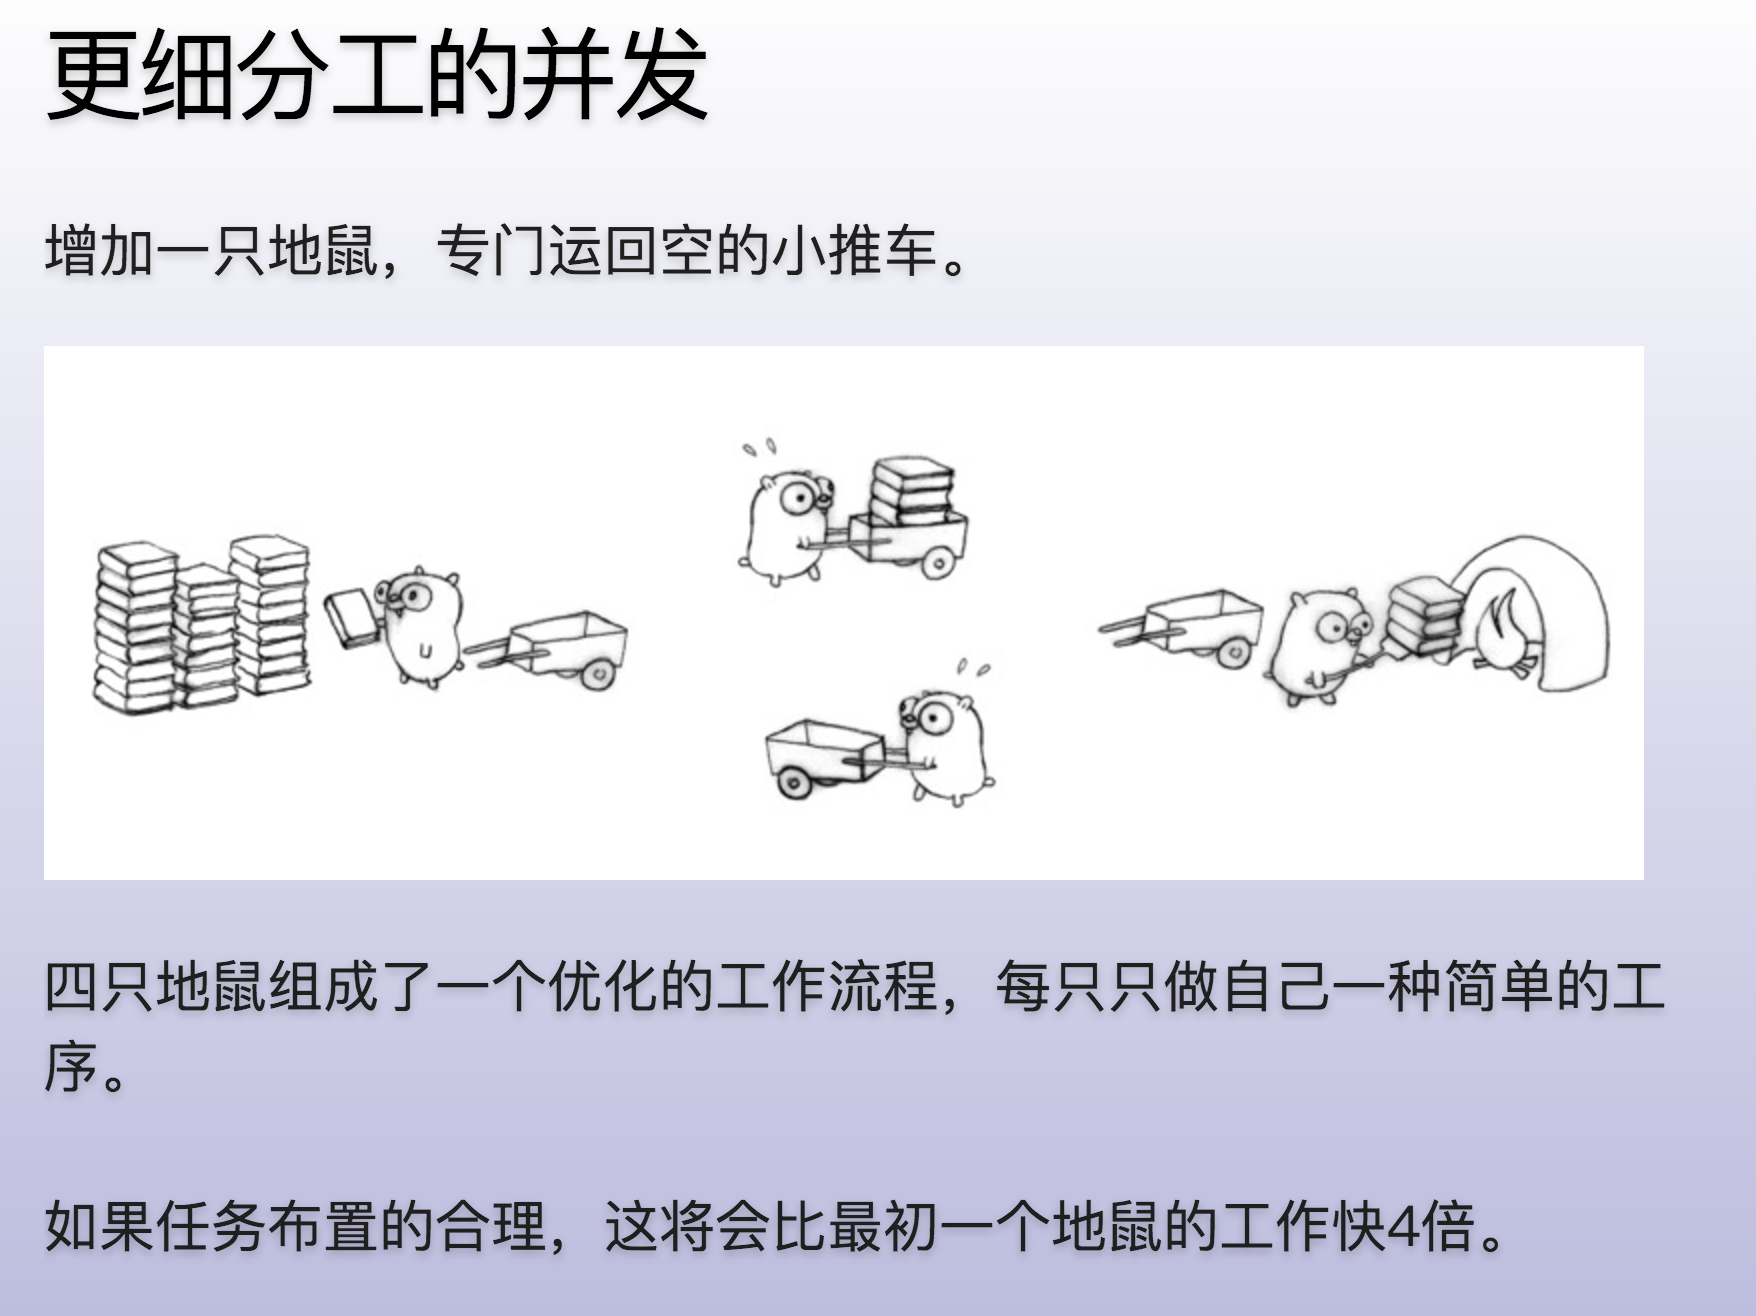 更细分工的并发
增加一只地鼠，专门运回空的小推车。
四只地鼠组成了一个优化的工作流程，每只只做自己一种简单的工
序。
如果任务布置的合理，这将会比最初一个地鼠的工作快4倍。